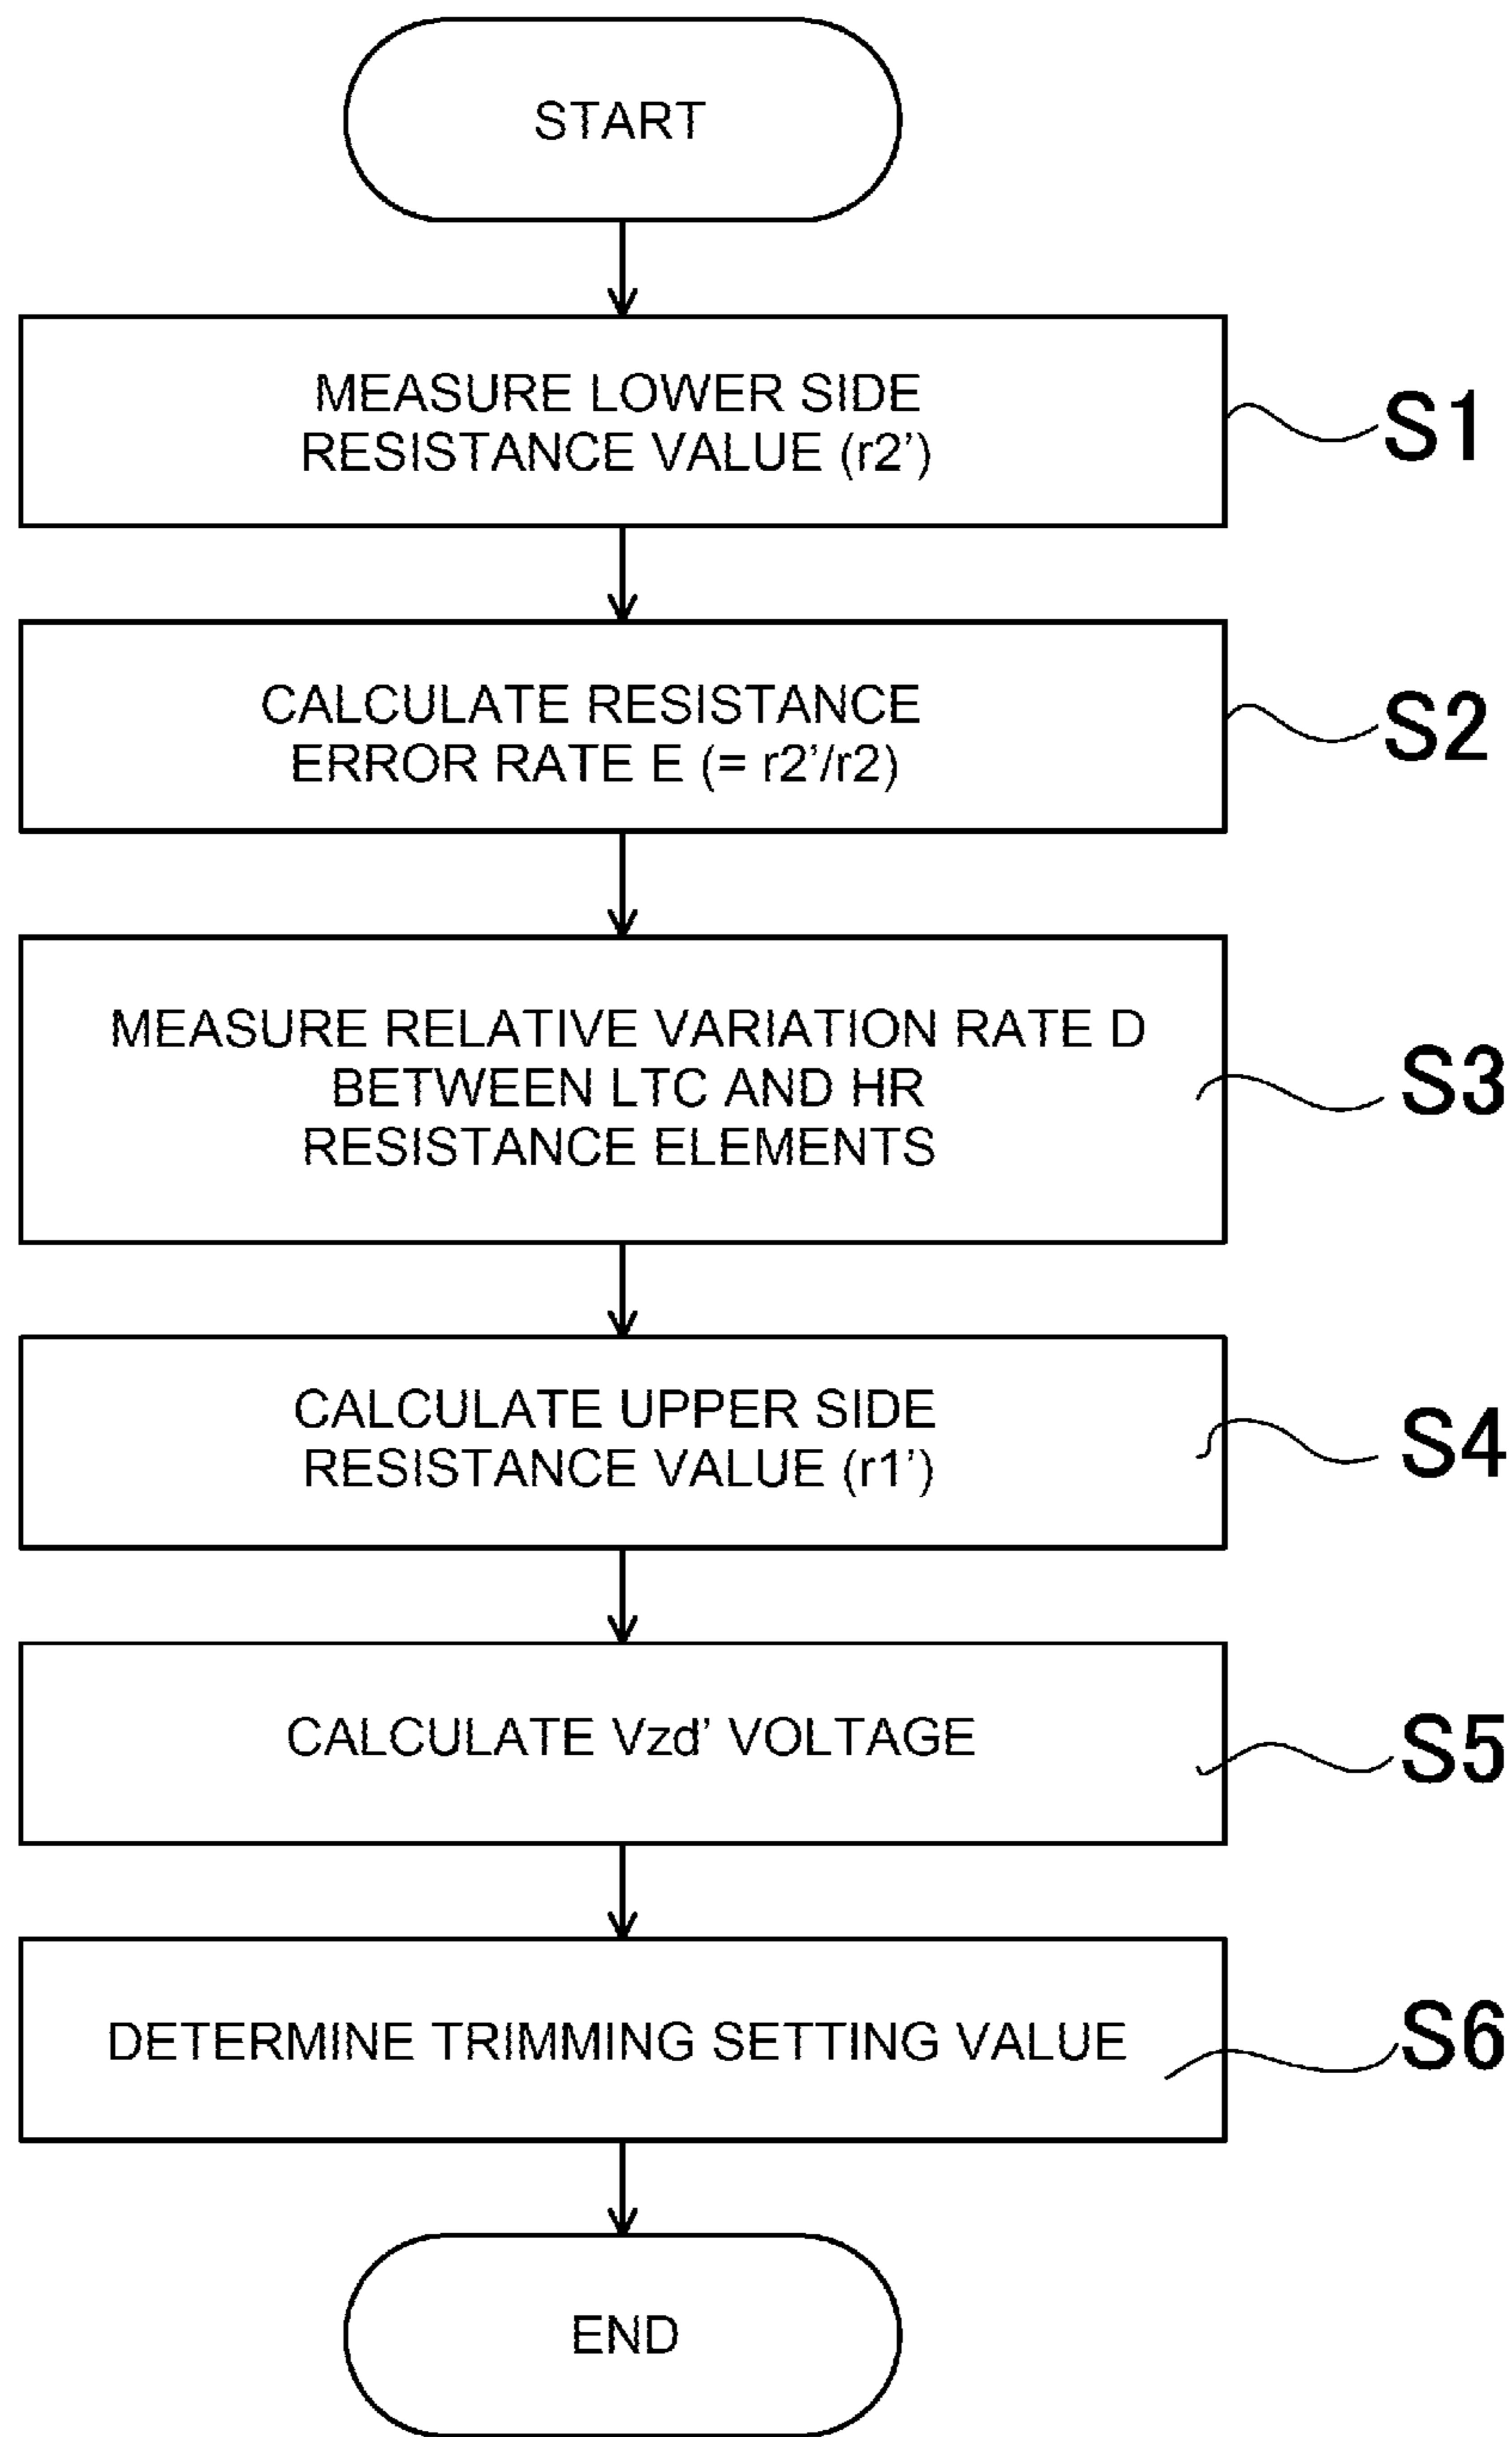 START
MEASURE LOWER SIDE
RESISTANCE VALUE (r2’)
S1
CALCULATE RESISTANCE
ERROR RATE E (= r2’/r2)
S2
MEASURE RELATIVE VARIATION RATE D
BETWEEN LTC AND HR
RESISTANCE ELEMENTS
S3
CALCULATE UPPER SIDE
RESISTANCE VALUE (r1’)
S4
CALCULATE Vzd’ VOLTAGE
S5
DETERMINE TRIMMING SETTING VALUE
S6
END